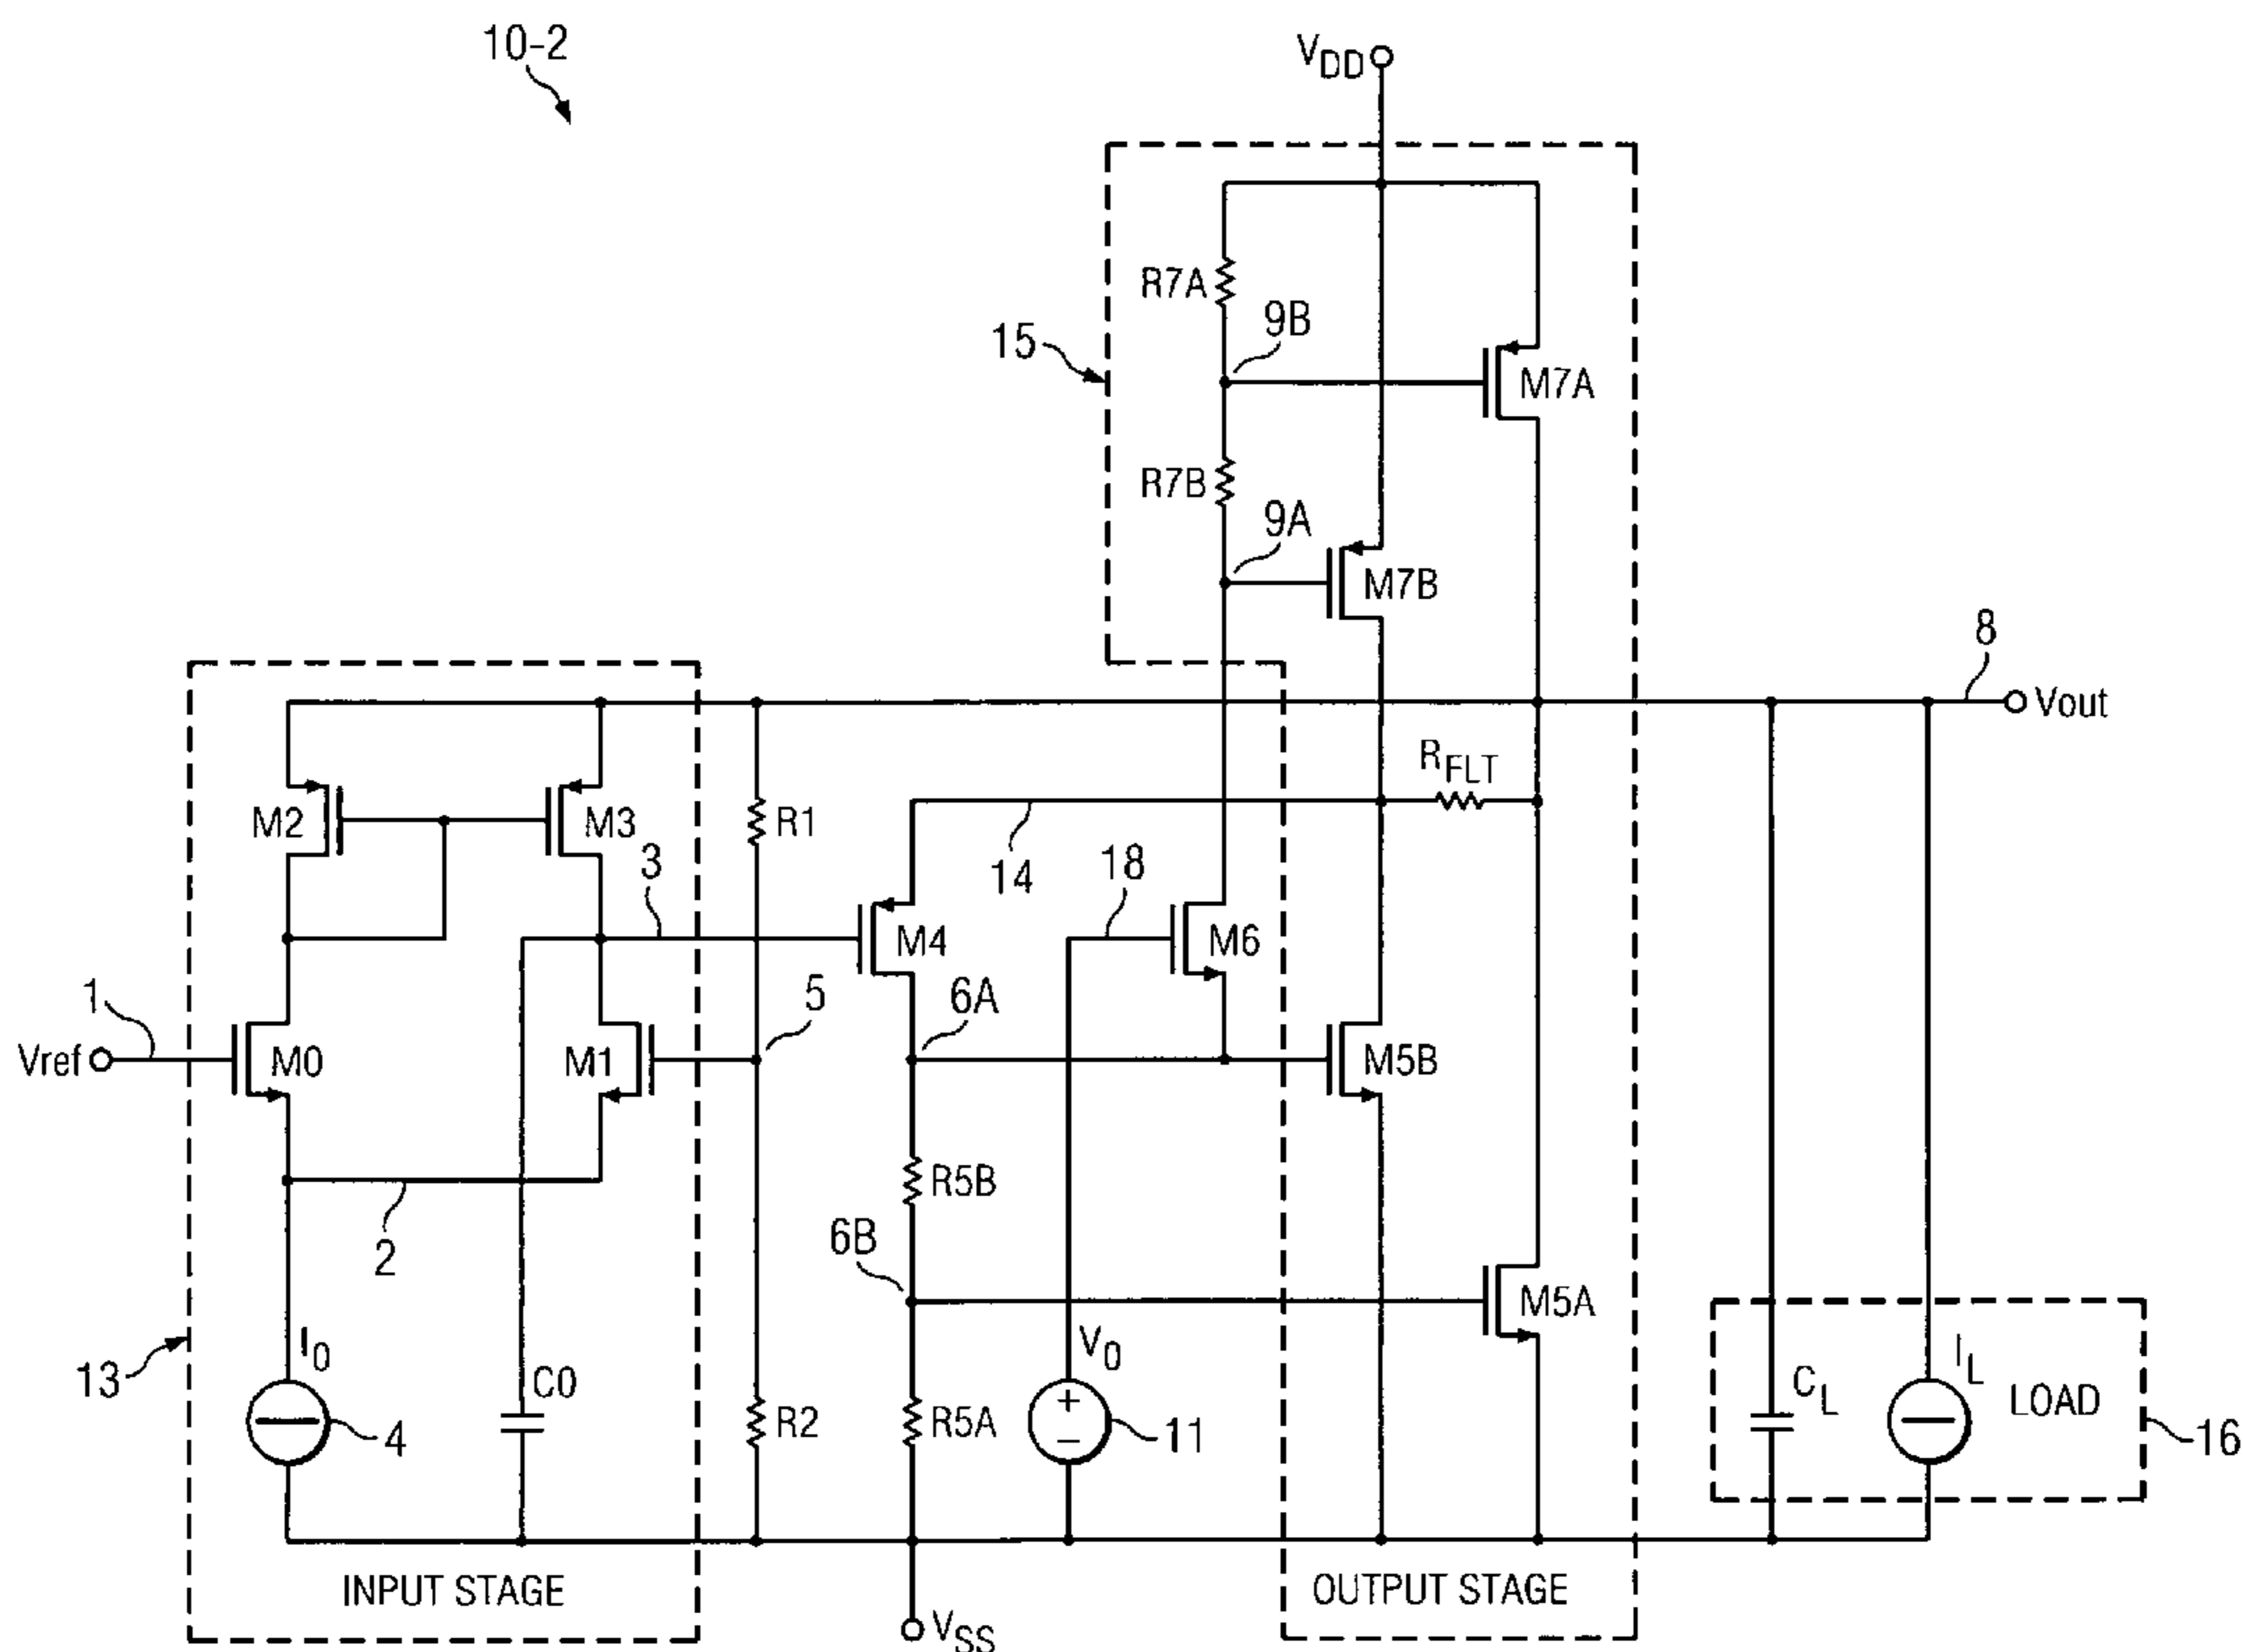 10-2
VDD
R7A
9B
15
M7A
R7B
9A
M7B
8
Vout
RFLT
M2
M3
R1
3
14
18
M4
M6
1
5
6A
Vref
M0
M1
M5B
2
R5B
6B
M5A
I0
V0
13
C0
CL
IL
LOAD
4
R2
R5A
11
16
INPUT STAGE
OUTPUT STAGE
VSS